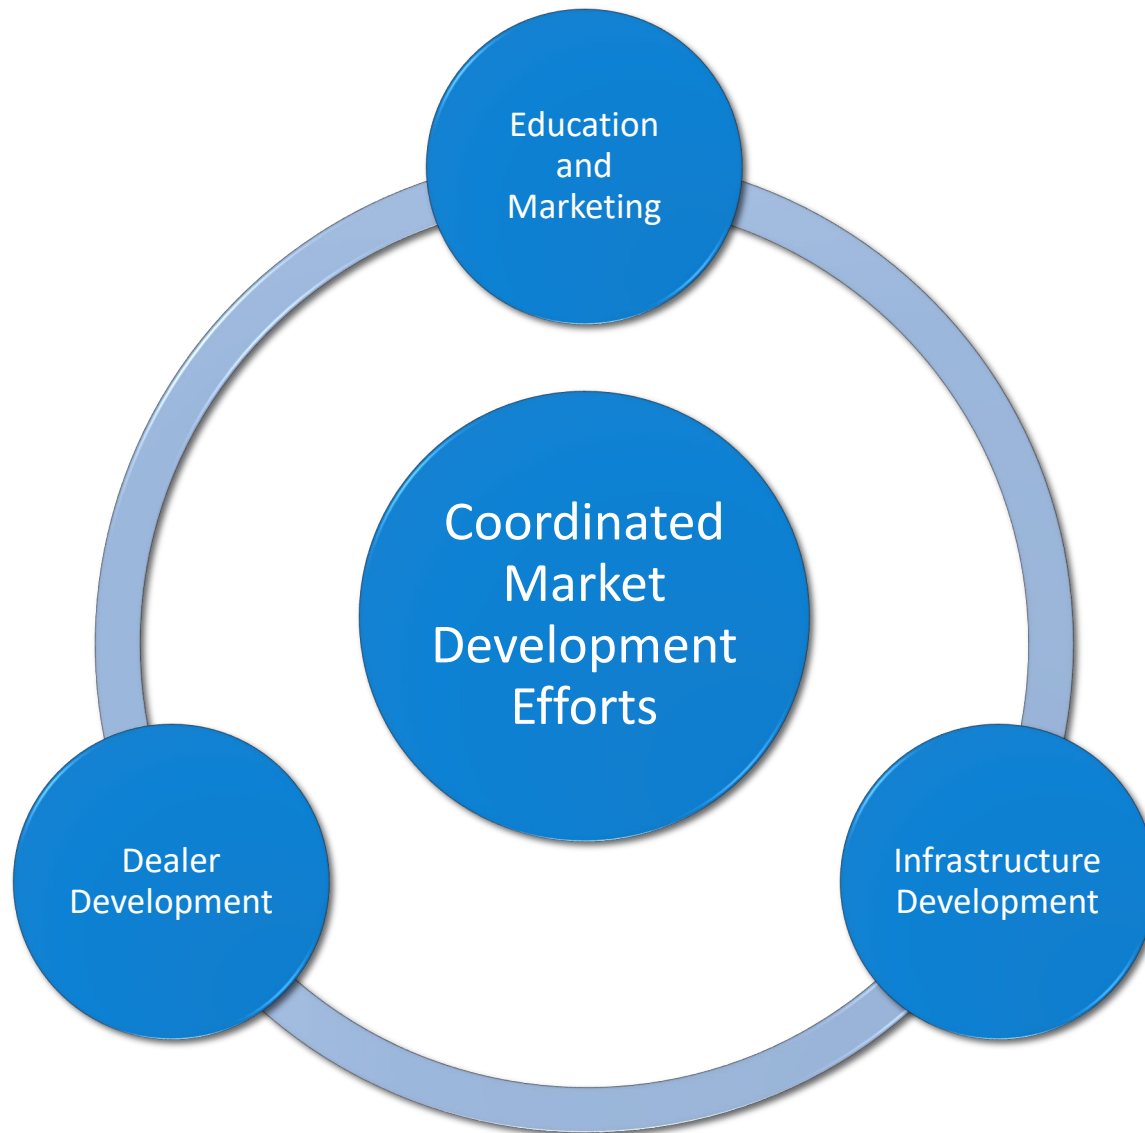 Education
and
Marketing
Coordinated
Market
Development
Efforts
Dealer
Development
Infrastructure
Development